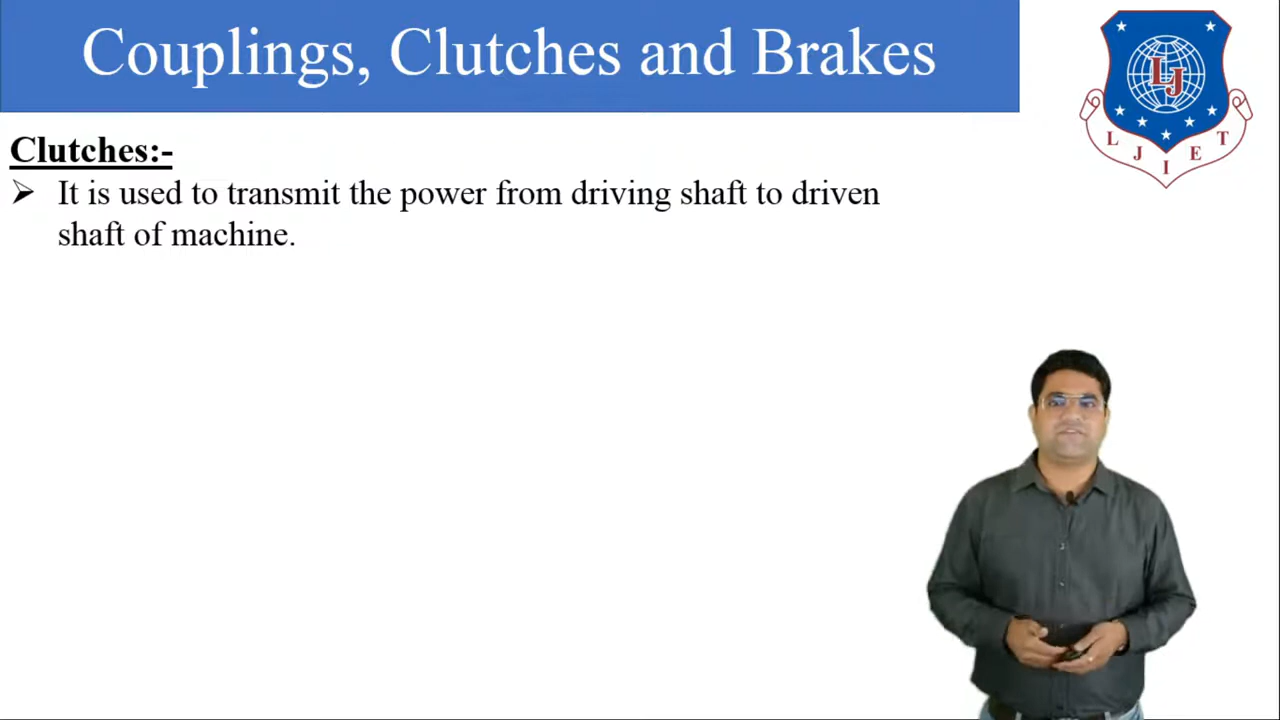 Couplings, Clutches and Brakes
LJ
L J I E T
Clutches:-
➢ It is used to transmit the power from driving shaft to driven
shaft of machine.